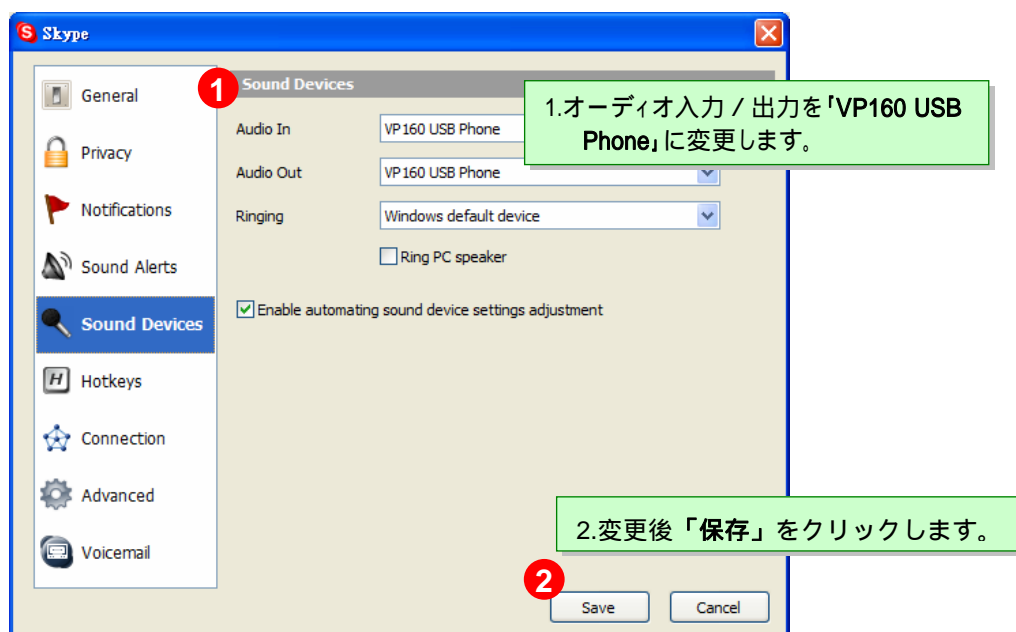 Skype
General
Privacy
Notifications
Sound Alerts
Sound Devices
H Hotkeys
Connection
Advanced
Voicemail
1 Sound Devices
1.オーディオ入力 / 出力を「VP160 USB
Phone」に変更します。
Audio In VP160 USB Phone
Audio Out VP160 USB Phone
Ringing Windows default device
Ring PC speaker
Enable automating sound device settings adjustment
2.変更後「保存」をクリックします。
2
Save Cancel